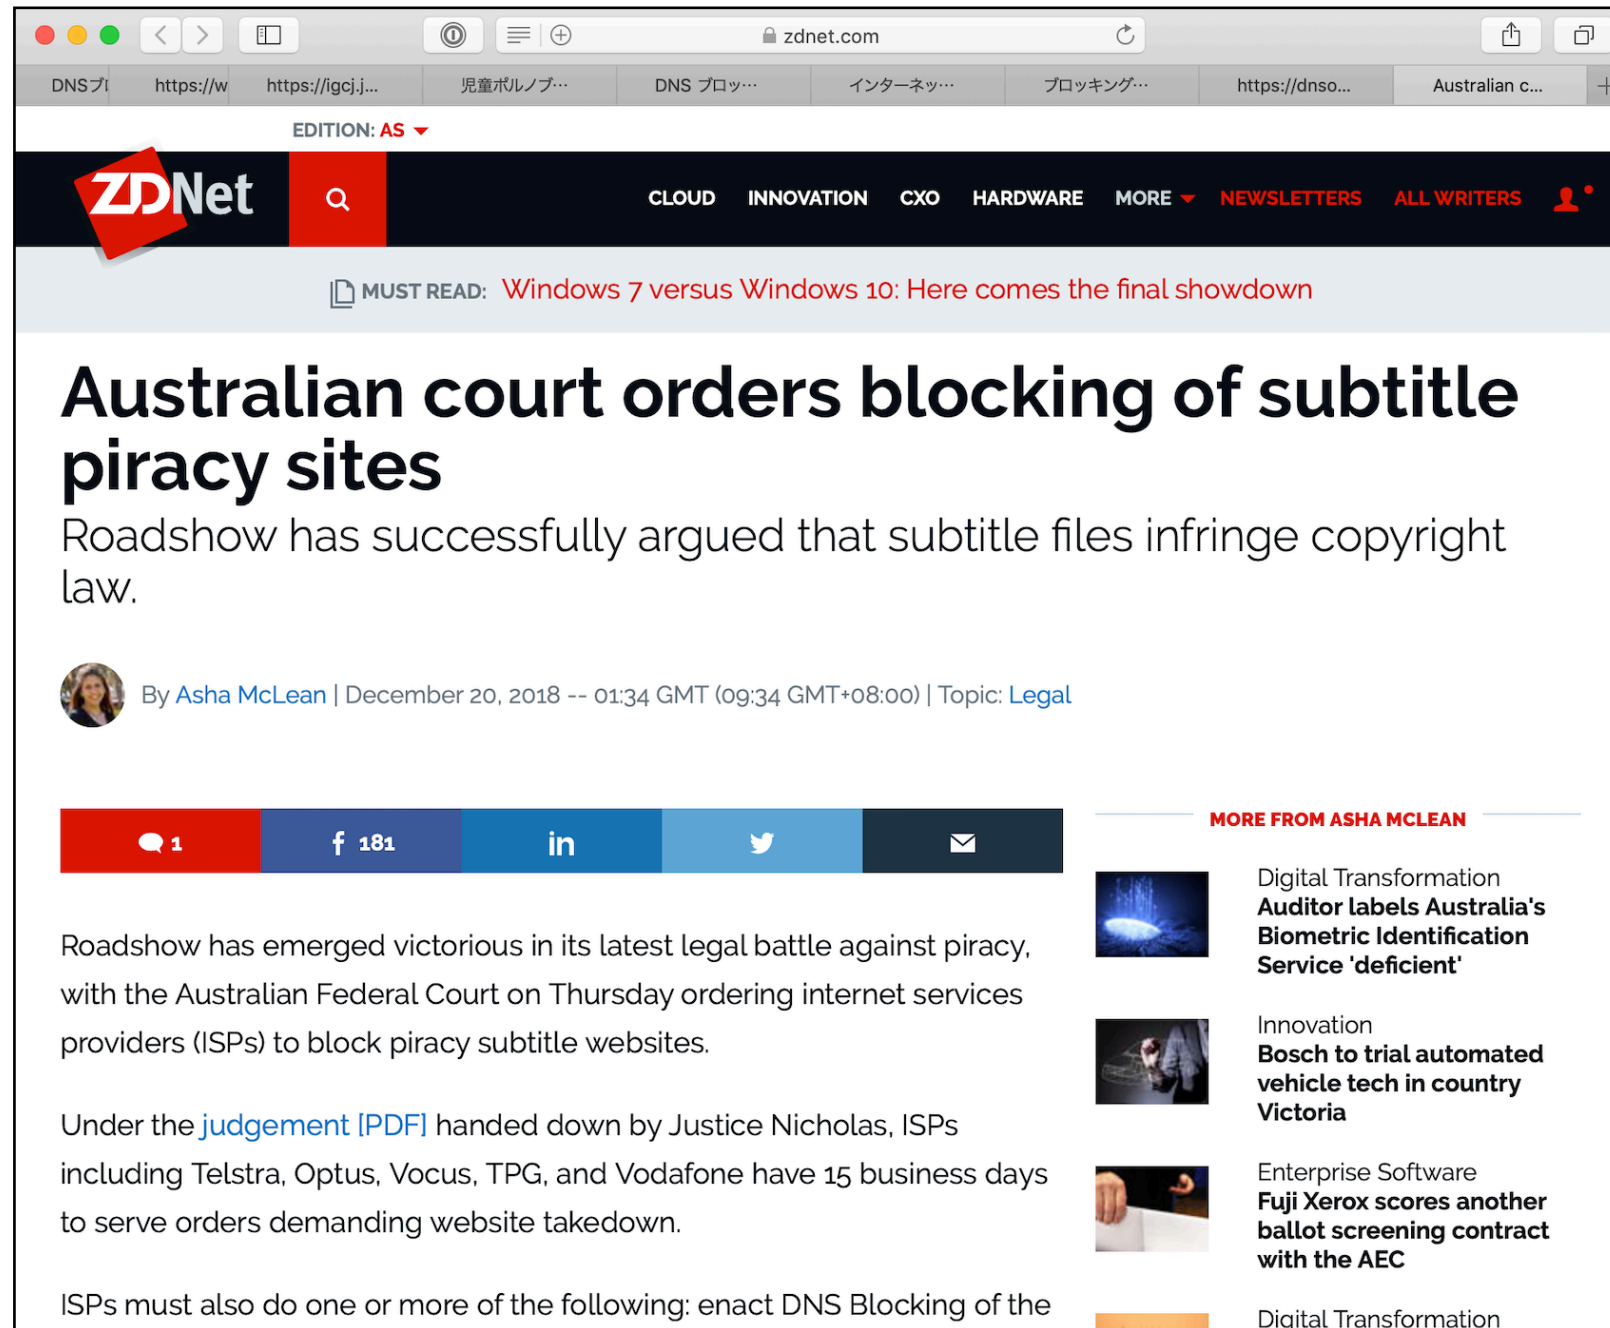 zdnet.com
DNSブ
https://w
https://igcj.j...
児童ポルノブ…
DNS ブロッ…
インターネッ…
ブロッキング…
https://dnso...
Australian c...
EDITION: AS
ZDNet
CLOUD INNOVATION CXO HARDWARE MORE NEWSLETTERS ALL WRITERS
MUST READ: Windows 7 versus Windows 10: Here comes the final showdown
Australian court orders blocking of subtitle
piracy sites
Roadshow has successfully argued that subtitle files infringe copyright
law.
By Asha McLean | December 20, 2018 -- 01:34 GMT (09:34 GMT+08:00) | Topic: Legal
1
f 181
in
Roadshow has emerged victorious in its latest legal battle against piracy,
with the Australian Federal Court on Thursday ordering internet services
providers (ISPs) to block piracy subtitle websites.
Under the judgement [PDF] handed down by Justice Nicholas, ISPs
including Telstra, Optus, Vocus, TPG, and Vodafone have 15 business days
to serve orders demanding website takedown.
ISPs must also do one or more of the following: enact DNS Blocking of the
MORE FROM ASHA MCLEAN
Digital Transformation
Auditor labels Australia's
Biometric Identification
Service 'deficient'
Innovation
Bosch to trial automated
vehicle tech in country
Victoria
Enterprise Software
Fuji Xerox scores another
ballot screening contract
with the AEC
Digital Transformation